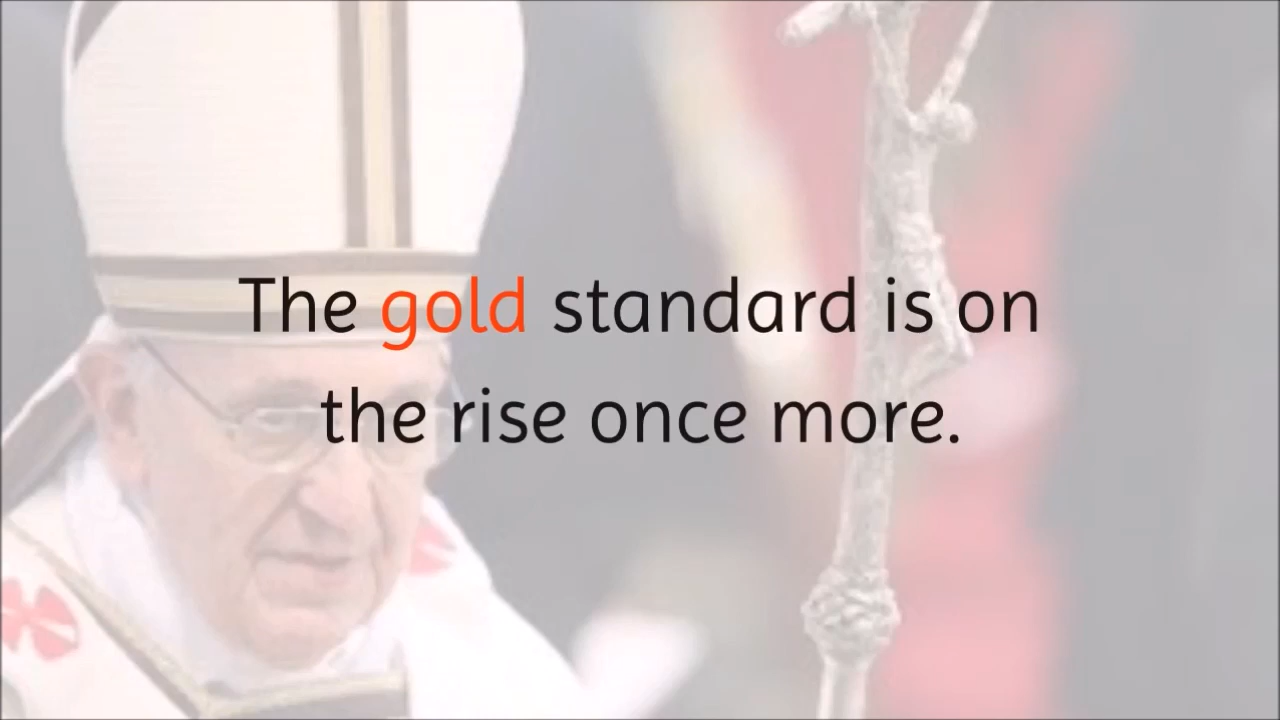 The gold standard is on
the rise once more.